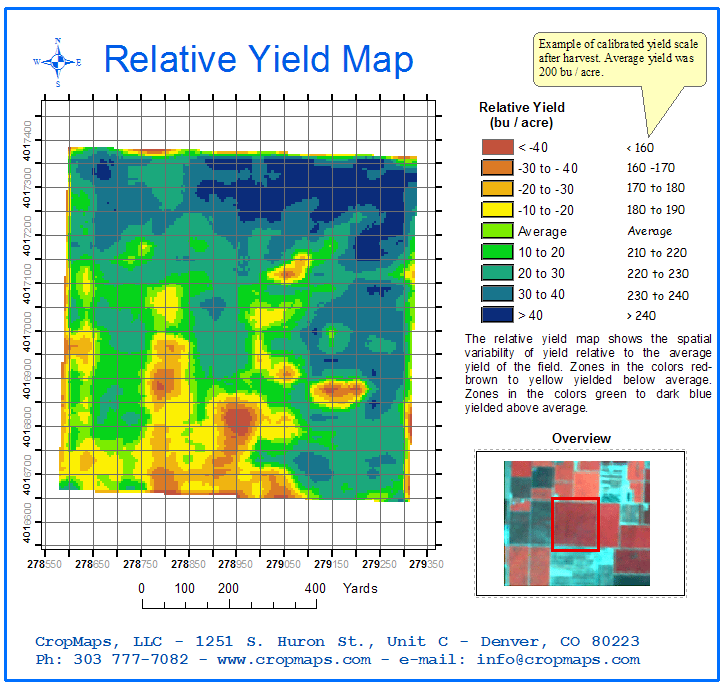 N
W E
S
Relative Yield Map
Example of calibrated yield scale
after harvest. Average yield was
200 bu / acre.
Relative Yield
(bu / acre)
< -40 < 160
-30 to - 40 160 -170
-20 to -30 170 to 180
-10 to -20 180 to 190
Average Average
10 to 20 210 to 220
20 to 30 220 to 230
30 to 40 230 to 240
> 40 > 240
The relative yield map shows the spatial
variability of yield relative to the average
yield of the field. Zones in the colors red-
brown to yellow yielded below average.
Zones in the colors green to dark blue
yielded above average.
Overview
4017400
4017300
4017200
4017100
4017000
4016900
4016800
4016700
4016600
278550 278650 278750 278850 278950 279050 279150 279250 279350
0 100 200 400 Yards
CropMaps, LLC - 1251 S. Huron St., Unit C - Denver, CO 80223
Ph: 303 777-7082 - www.cropmaps.com - e-mail: info@cropmaps.com